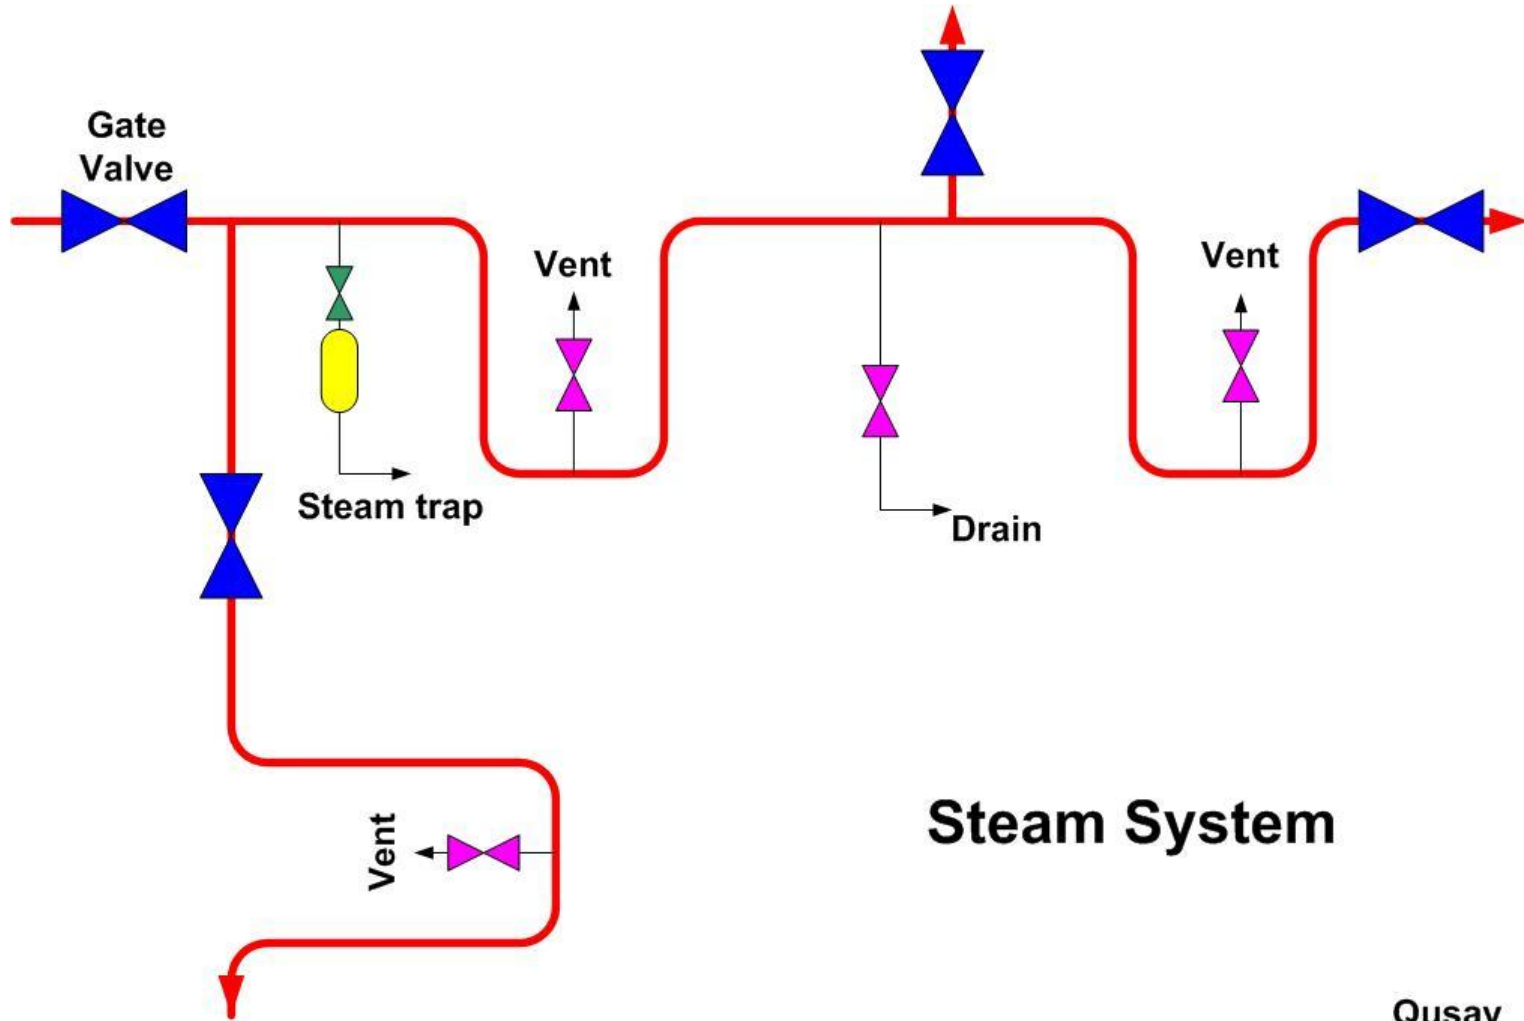 Gate
Valve
Vent
Vent
Steam trap
Drain
Steam System
Vent
Qusay